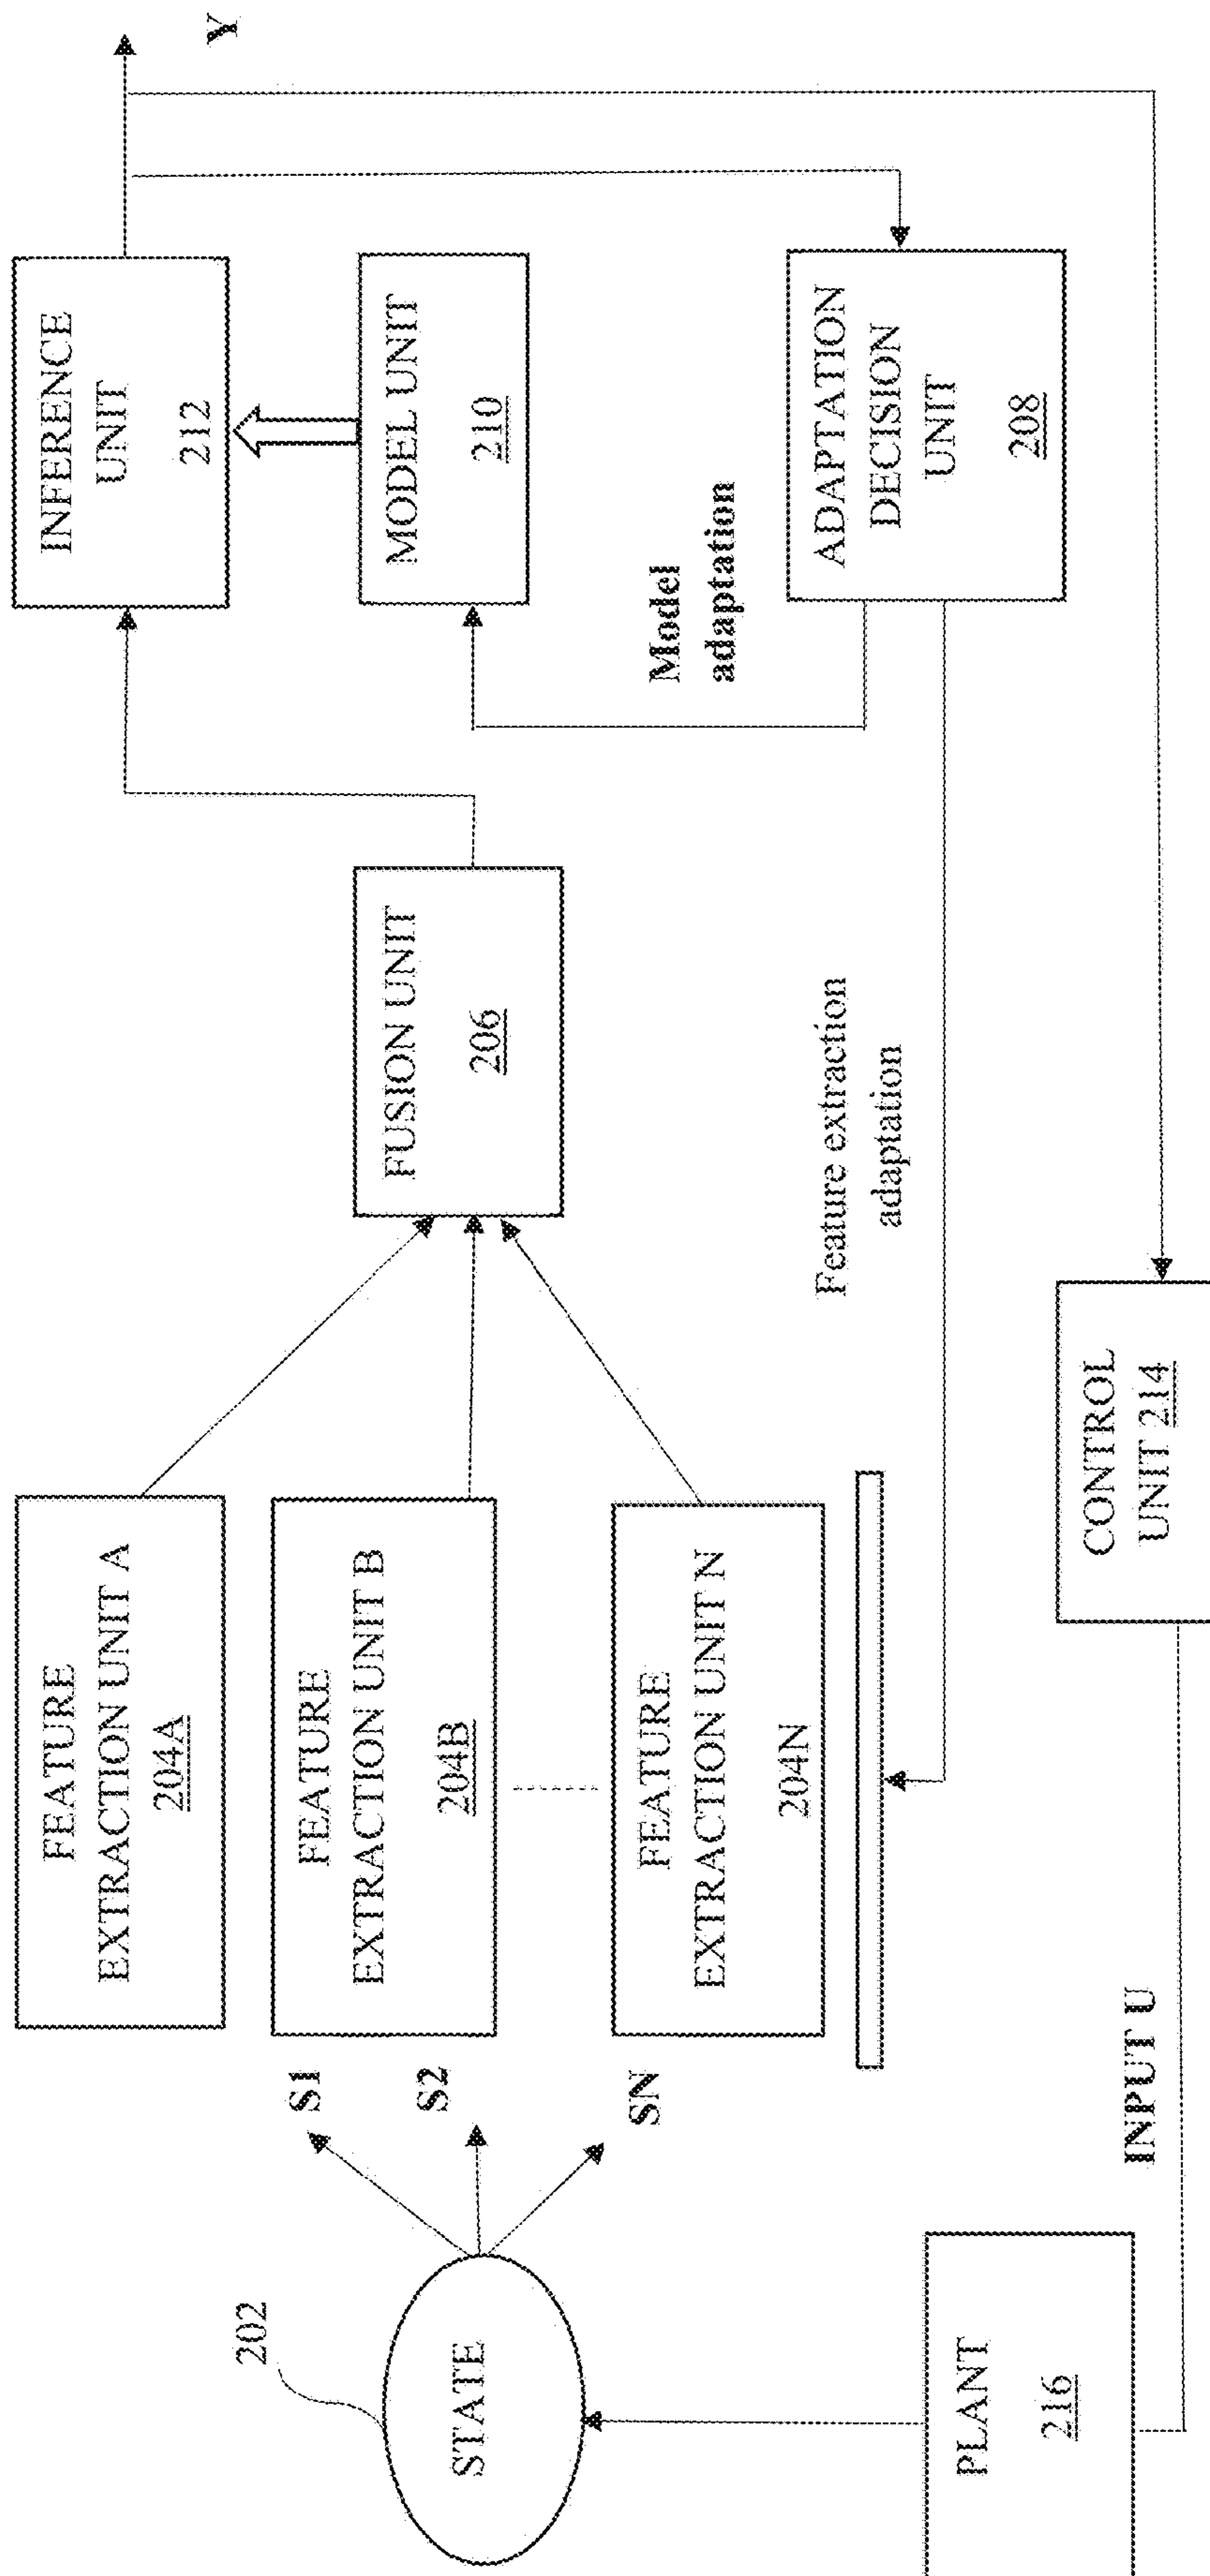 202
STATE
S1
S2
SN
PLANT
216
INPUT U
FEATURE
EXTRACTION UNIT A
204A
FEATURE
EXTRACTION UNIT B
204B
FEATURE
EXTRACTION UNIT N
204N
CONTROL
UNIT 214
FUSION UNIT
206
Feature extraction
adaptation
Model
adaptation
INFERENCE
UNIT
212
MODEL UNIT
210
ADAPTATION
DECISION
UNIT
208
Y